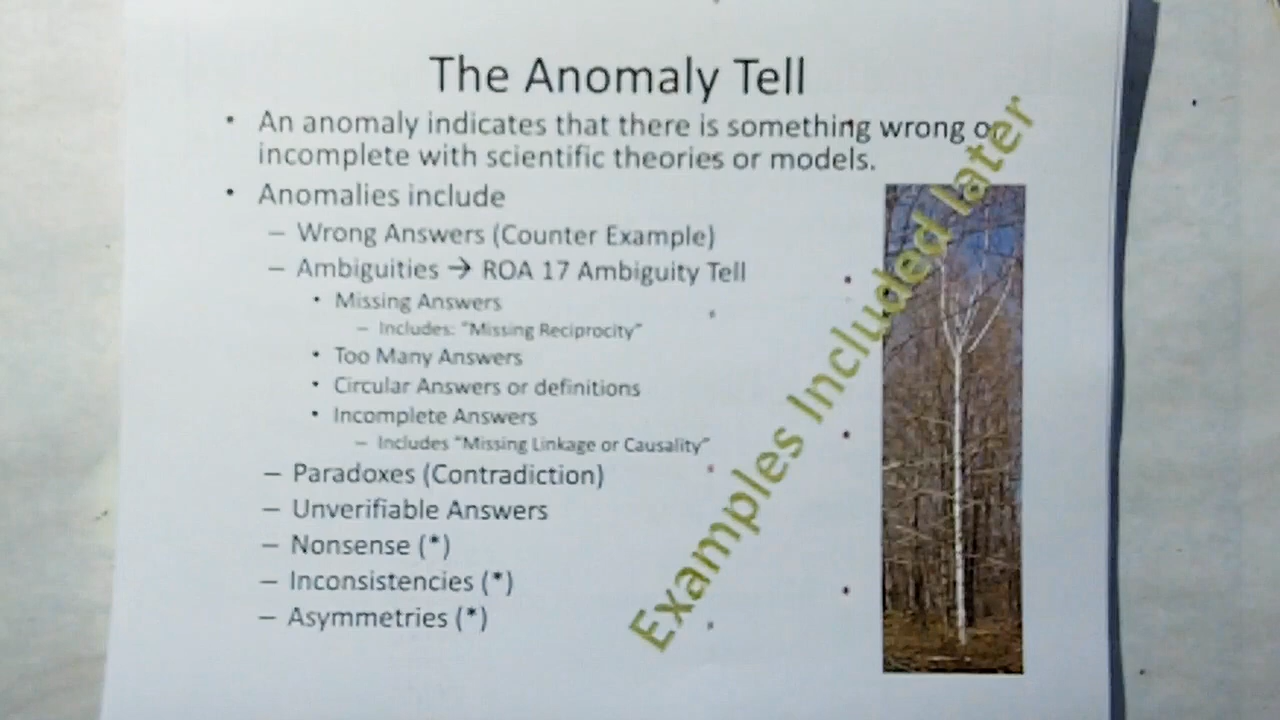 The Anomaly Tell
• An anomaly indicates that there is something wrong or
incomplete with scientific theories or models.
• Anomalies include
– Wrong Answers (Counter Example)
– Ambiguities → ROA 17 Ambiguity Tell
• Missing Answers
– Includes: "Missing Reciprocity"
• Too Many Answers
• Circular Answers or definitions
• Incomplete Answers
– Includes "Missing Linkage or Causality"
– Paradoxes (Contradiction)
– Unverifiable Answers
– Nonsense (*)
– Inconsistencies (*)
– Asymmetries (*)
Examples Included later